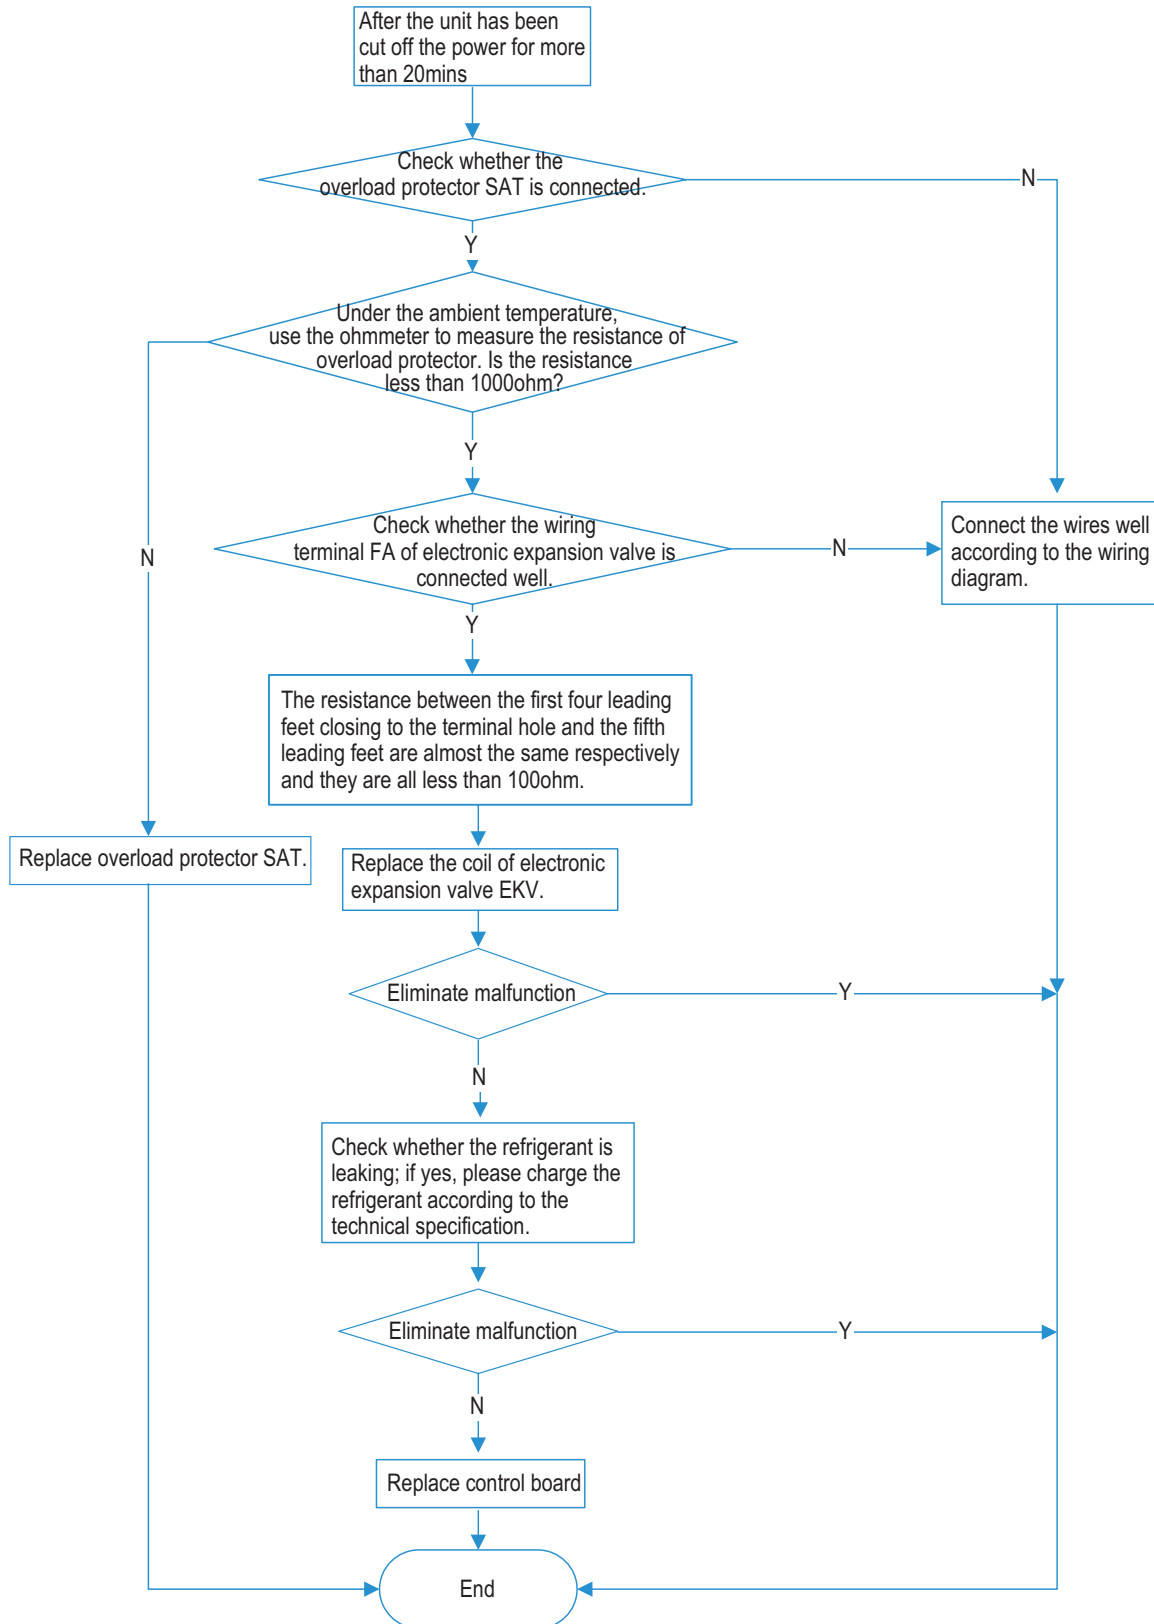 After the unit has been
cut off the power for more
than 20mins
Check whether the
overload protector SAT is connected.
N
Y
Under the ambient temperature,
use the ohmmeter to measure the resistance of
overload protector. Is the resistance
less than 1000ohm?
Y
N
Check whether the wiring
terminal FA of electronic expansion valve is
connected well.
N
Connect the wires well
according to the wiring
diagram.
Y
The resistance between the first four leading
feet closing to the terminal hole and the fifth
leading feet are almost the same respectively
and they are all less than 100ohm.
Replace overload protector SAT.
Replace the coil of electronic
expansion valve EKV.
Eliminate malfunction
Y
N
Check whether the refrigerant is
leaking; if yes, please charge the
refrigerant according to the
technical specification.
Eliminate malfunction
Y
N
Replace control board
End